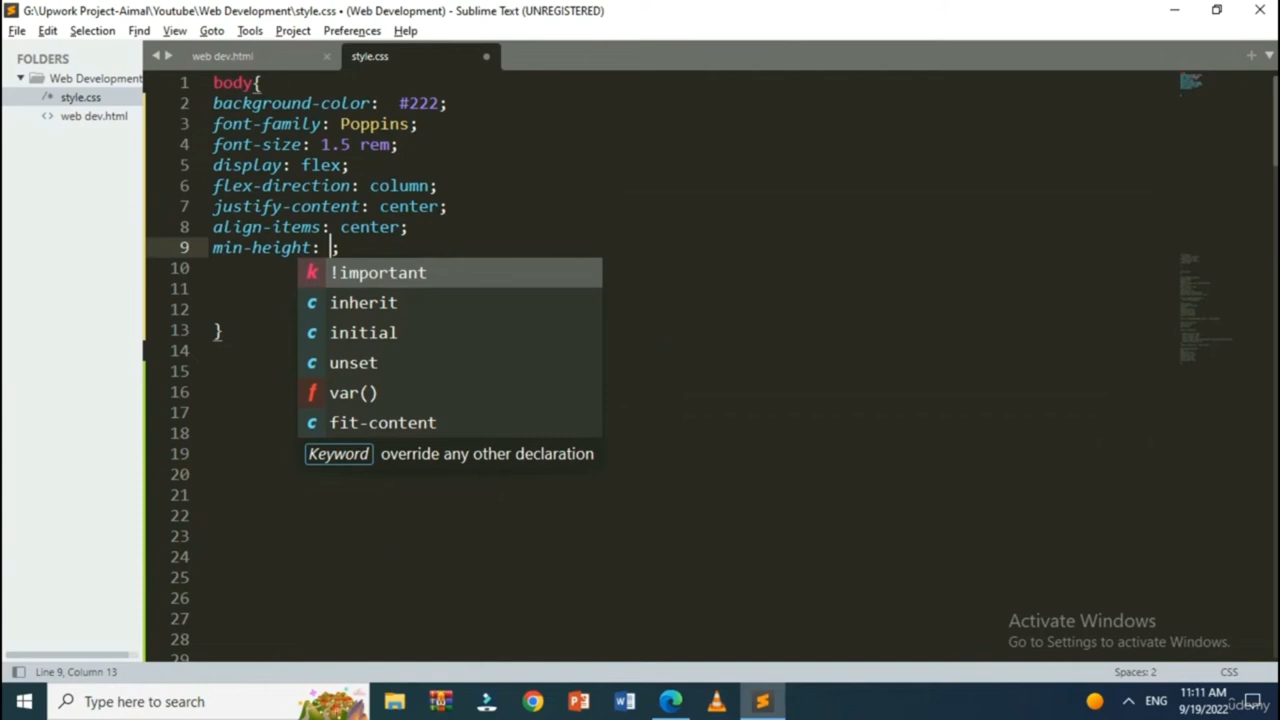 G:\Upwork Project-Aimal\Youtube\Web Development\style.css • (Web Development) - Sublime Text (UNREGISTERED)
File Edit Selection Find View Goto Tools Project Preferences Help
FOLDERS
Web Development
style.css
web dev.html
web dev.html
style.css
1 body{
2 background-color: #222;
3 font-family: Poppins;
4 font-size: 1.5 rem;
5 display: flex;
6 flex-direction: column;
7 justify-content: center;
8 align-items: center;
9 min-height: ;
10
11
12
13 }
14
15
16
17
18
19
20
21
22
23
24
25
26
27
28
29
k !important
c inherit
c initial
c unset
f var()
c fit-content
Keyword override any other declaration
Activate Windows
Go to Settings to activate Windows.
Line 9, Column 13
Spaces: 2
CSS
Type here to search
ENG
11:11 AM
9/19/2022
udemy